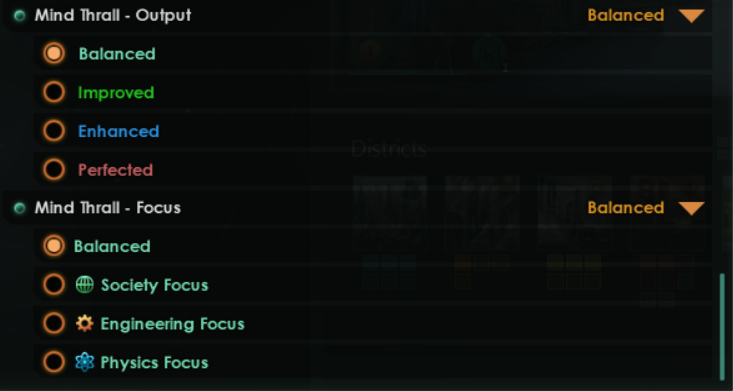 Mind Thrall - Output Balanced
Balanced
Improved
Enhanced
Perfected
Districts
Mind Thrall - Focus Balanced
Balanced
Society Focus
Engineering Focus
Physics Focus